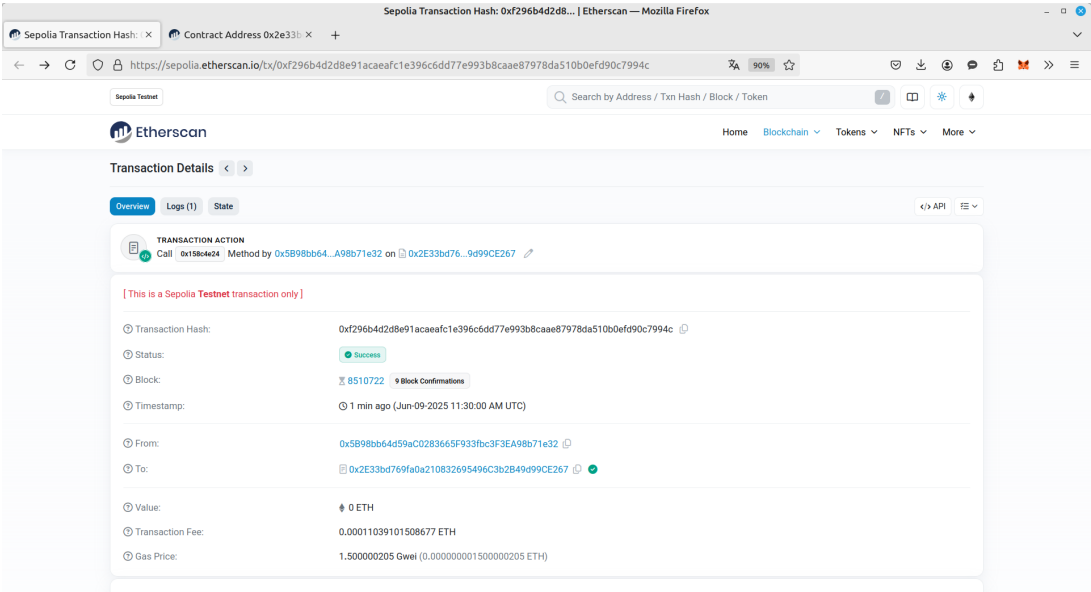 Sepolia Transaction Hash: 0xf296b4d2d8... | Etherscan — Mozilla Firefox
Sepolia Transaction Hash: 
Contract Address 0x2e33b
https://sepolia.etherscan.io/tx/0xf296b4d2d8e91acaeafc1e396c6dd77e993b8caae87978da510b0efd90c7994c 90%
Sepolia Testnet
Search by Address / Txn Hash / Block / Token /
Etherscan
Home Blockchain Tokens NFTs More
Transaction Details
Overview Logs (1) State
</> API
TRANSACTION ACTION
Call 0x158c4e24 Method by 0x5B98bb64...A98b71e32 on 0x2E33bd76...9d99CE267
[ This is a Sepolia Testnet transaction only ]
Transaction Hash: 0xf296b4d2d8e91acaeafc1e396c6dd77e993b8caae87978da510b0efd90c7994c
Status: Success
Block: 8510722 9 Block Confirmations
Timestamp: 1 min ago (Jun-09-2025 11:30:00 AM UTC)
From: 0x5B98bb64d59aC0283665F933fbc3F3EA98b71e32
To: 0x2E33bd769fa0a210832695496C3b2B49d99CE267
Value: 0 ETH
Transaction Fee: 0.00011039101508677 ETH
Gas Price: 1.500000205 Gwei (0.000000001500000205 ETH)